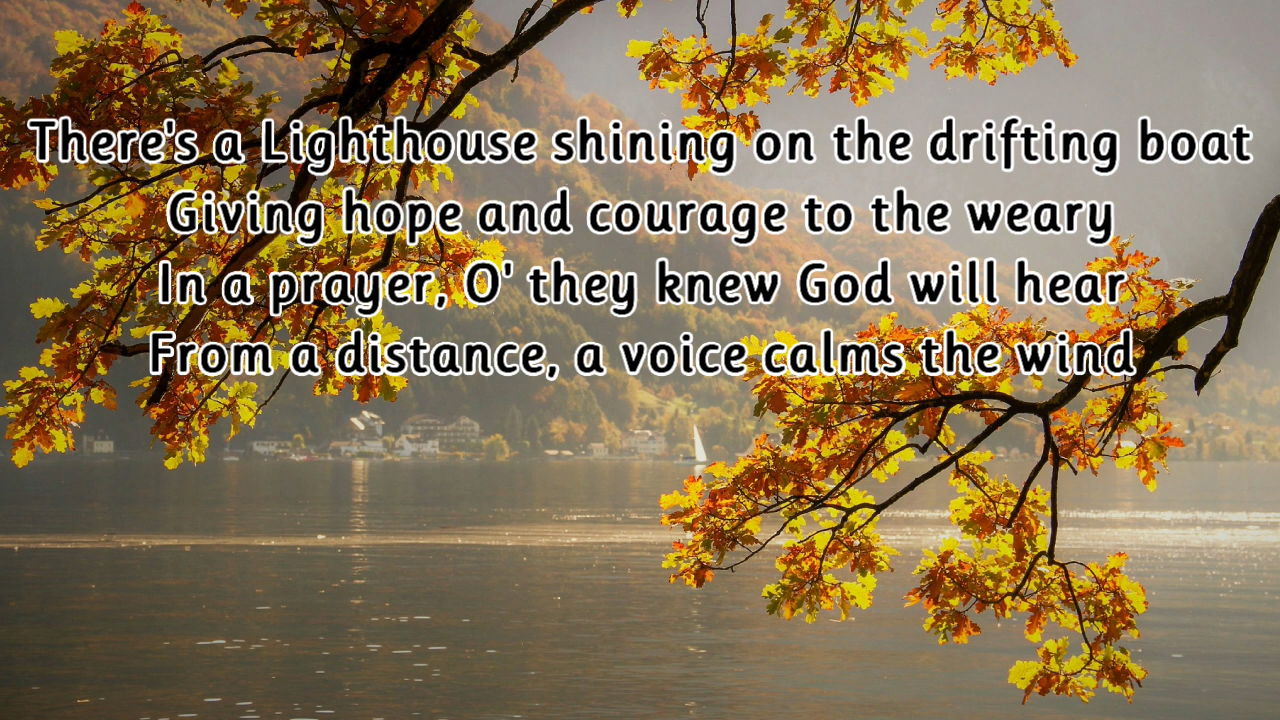 There's a Lighthouse shining on the drifting boat
Giving hope and courage to the weary
In a prayer, O' they knew God will hear
From a distance, a voice calms the wind